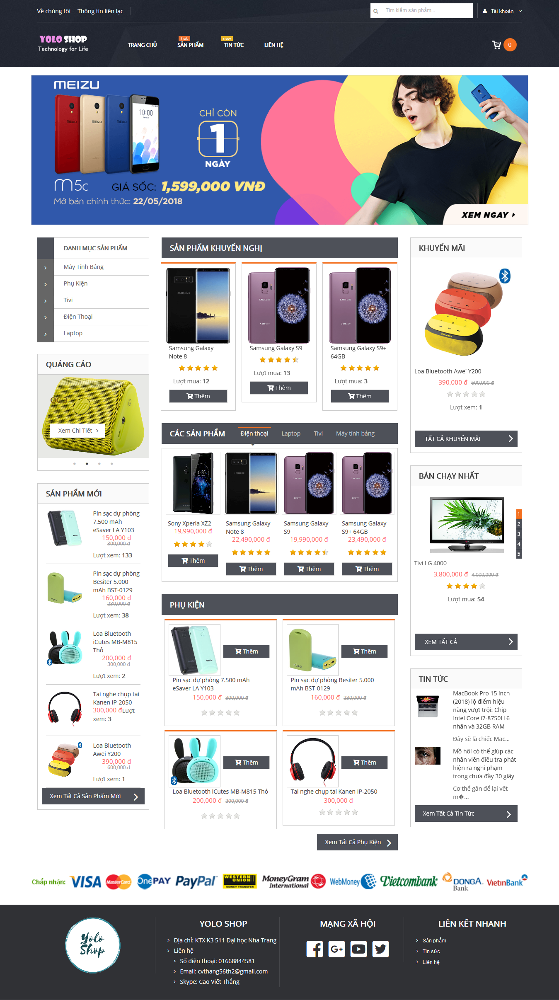 Về chúng tôi Thông tin liên lạc
Tìm kiếm sản phẩm...
Tài khoản
YOLO SHOP
Technology for Life
TRANG CHỦ
hot
SẢN PHẨM
new
TIN TỨC
LIÊN HỆ
0
MEIZU
CHỈ CÒN
1
NGÀY
m5c
GIÁ SỐC: 1,599,000 VNĐ
Mở bán chính thức: 22/05/2018
XEM NGAY
DANH MỤC SẢN PHẨM
Máy Tính Bảng
Phụ Kiện
Tivi
Điện Thoại
Laptop
QUẢNG CÁO
QC 3
Xem Chi Tiết
SẢN PHẨM MỚI
Pin sạc dự phòng
7.500 mAh
eSaver LA Y103
150,000 đ
300,000 đ
Lượt xem: 133
Pin sạc dự phòng
Besiter 5.000
mAh BST-0129
160,000 đ
230,000 đ
Lượt xem: 38
Loa Bluetooth
iCutes MB-M815
Thỏ
200,000 đ
300,000 đ
Lượt xem: 2
Tai nghe chụp tai
Kanen IP-2050
300,000 đLượt
xem: 3
Loa Bluetooth
Awei Y200
390,000 đ
600,000 đ
Lượt xem: 1
Xem Tất Cả Sản Phẩm Mới
SẢN PHẨM KHUYẾN NGHỊ
Samsung Galaxy
Note 8
Lượt mua: 12
Thêm
Samsung Galaxy S9
Lượt mua: 13
Thêm
Samsung Galaxy S9+
64GB
Lượt mua: 3
Thêm
CÁC SẢN PHẨM
Điện thoại Laptop Tivi Máy tính bảng
Sony Xperia XZ2
19,990,000 đ
Thêm
Samsung Galaxy
Note 8
22,490,000 đ
Thêm
Samsung Galaxy
S9
19,990,000 đ
Thêm
Samsung Galaxy
S9+ 64GB
23,490,000 đ
Thêm
PHỤ KIỆN
Thêm
Pin sạc dự phòng 7.500 mAh
eSaver LA Y103
150,000 đ 300,000 đ
Thêm
Pin sạc dự phòng Besiter 5.000
mAh BST-0129
160,000 đ 230,000 đ
Thêm
Loa Bluetooth iCutes MB-M815 Thỏ
200,000 đ 300,000 đ
Thêm
Tai nghe chụp tai Kanen IP-2050
300,000 đ
Xem Tất Cả Phụ Kiện
KHUYẾN MÃI
awei
awei
Loa Bluetooth Awei Y200
390,000 đ 600,000 đ
Lượt xem: 1
TẤT CẢ KHUYẾN MÃI
BÁN CHẠY NHẤT
1
2
3
4
5
Tivi LG 4000
3,800,000 đ 4,000,000 đ
Lượt mua: 54
XEM TẤT CẢ
TIN TỨC
MacBook Pro 15 inch
(2018) lộ điểm hiệu
năng vượt trội: Chip
Intel Core i7-8750H 6
nhân và 32GB RAM
Đây sẽ là chiếc Mac...
Mồ hôi có thể giúp các
nhân viên điều tra phát
hiện ra nghi phạm
trong chưa đầy 30 giây
Cơ thể gần để lại vết
m�...
Xem Tất Cả Tin Tức
Chấp nhận: VISA MasterCard OnePAY PayPal WESTERN UNION MONEY TRANSFER MoneyGram International WebMoney Vietcombank DONGA Bank VietinBank
Yolo
Shop
YOLO SHOP
Địa chỉ: KTX K3 511 Đại học Nha Trang
Liên hệ
Số điện thoại: 01668844581
Email: cvthang56th2@gmail.com
Skype: Cao Viết Thắng
MẠNG XÃ HỘI
LIÊN KẾT NHANH
Sản phẩm
Tin sức
Liên hệ